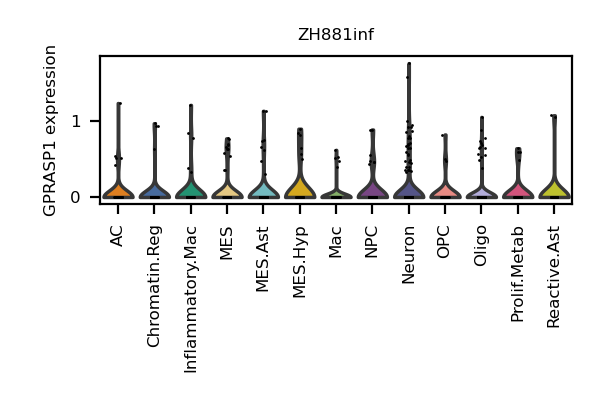 ZH881inf
GPRASP1 expression
1
0
AC
Chromatin.Reg
Inflammatory.Mac
MES
MES.Ast
MES.Hyp
Mac
NPC
Neuron
OPC
Oligo
Prolif.Metab
Reactive.Ast